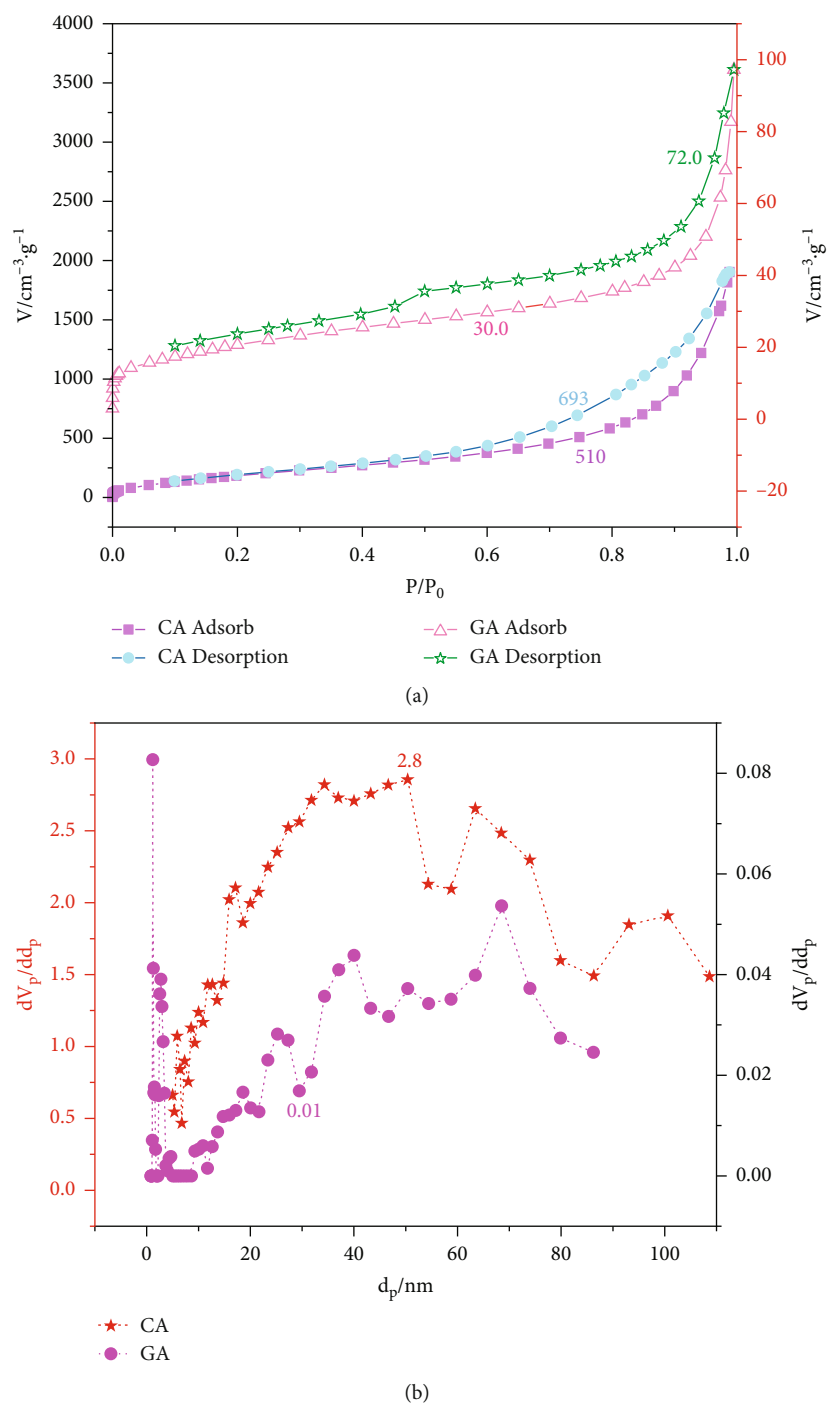 4000
3500
3000
2500
2000
1500
1000
500
0
V/cm⁻³·g⁻¹
100
80
60
40
20
0
−20
V/cm⁻³·g⁻¹
72.0
30.0
693
510
0.0 0.2 0.4 0.6 0.8 1.0
P/P₀
CA Adsorb GA Adsorb
CA Desorption GA Desorption
(a)
3.0
2.5
2.0
1.5
1.0
0.5
0.0
dVₚ/ddₚ
0.08
0.06
0.04
0.02
0.00
dVₚ/ddₚ
2.8
0.01
0 20 40 60 80 100
dₚ/nm
CA
GA
(b)